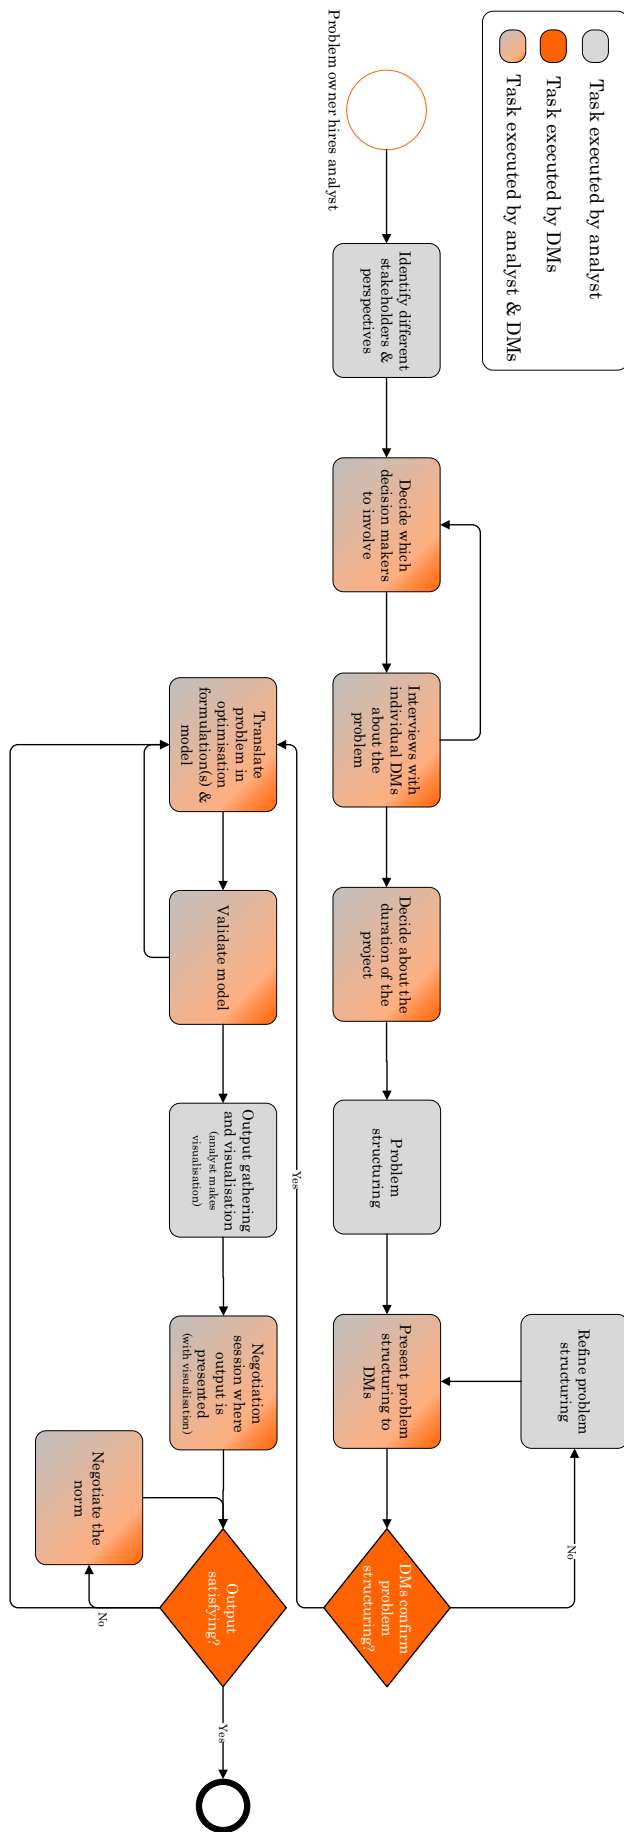 Task executed by analyst
Task executed by DMs
Task executed by analyst & DMs
Problem owner hires analyst
Identify different
stakeholders &
perspectives
Decide which
decision makers
to involve
Interviews with
individual DMs
about the
problem
Decide about the
duration of the
project
Problem
structuring
Present problem
structuring to
DMs
Refine problem
structuring
DMs confirm
problem
structuring?
No
Yes
Translate
problem in
optimisation
formulation(s) &
model
Validate model
Output gathering
and visualisation
(analyst makes
visualisation)
Negotiation
session where
output is
presented
(with visualisation)
Output
satisfying?
Negotiate the
norm
No
Yes